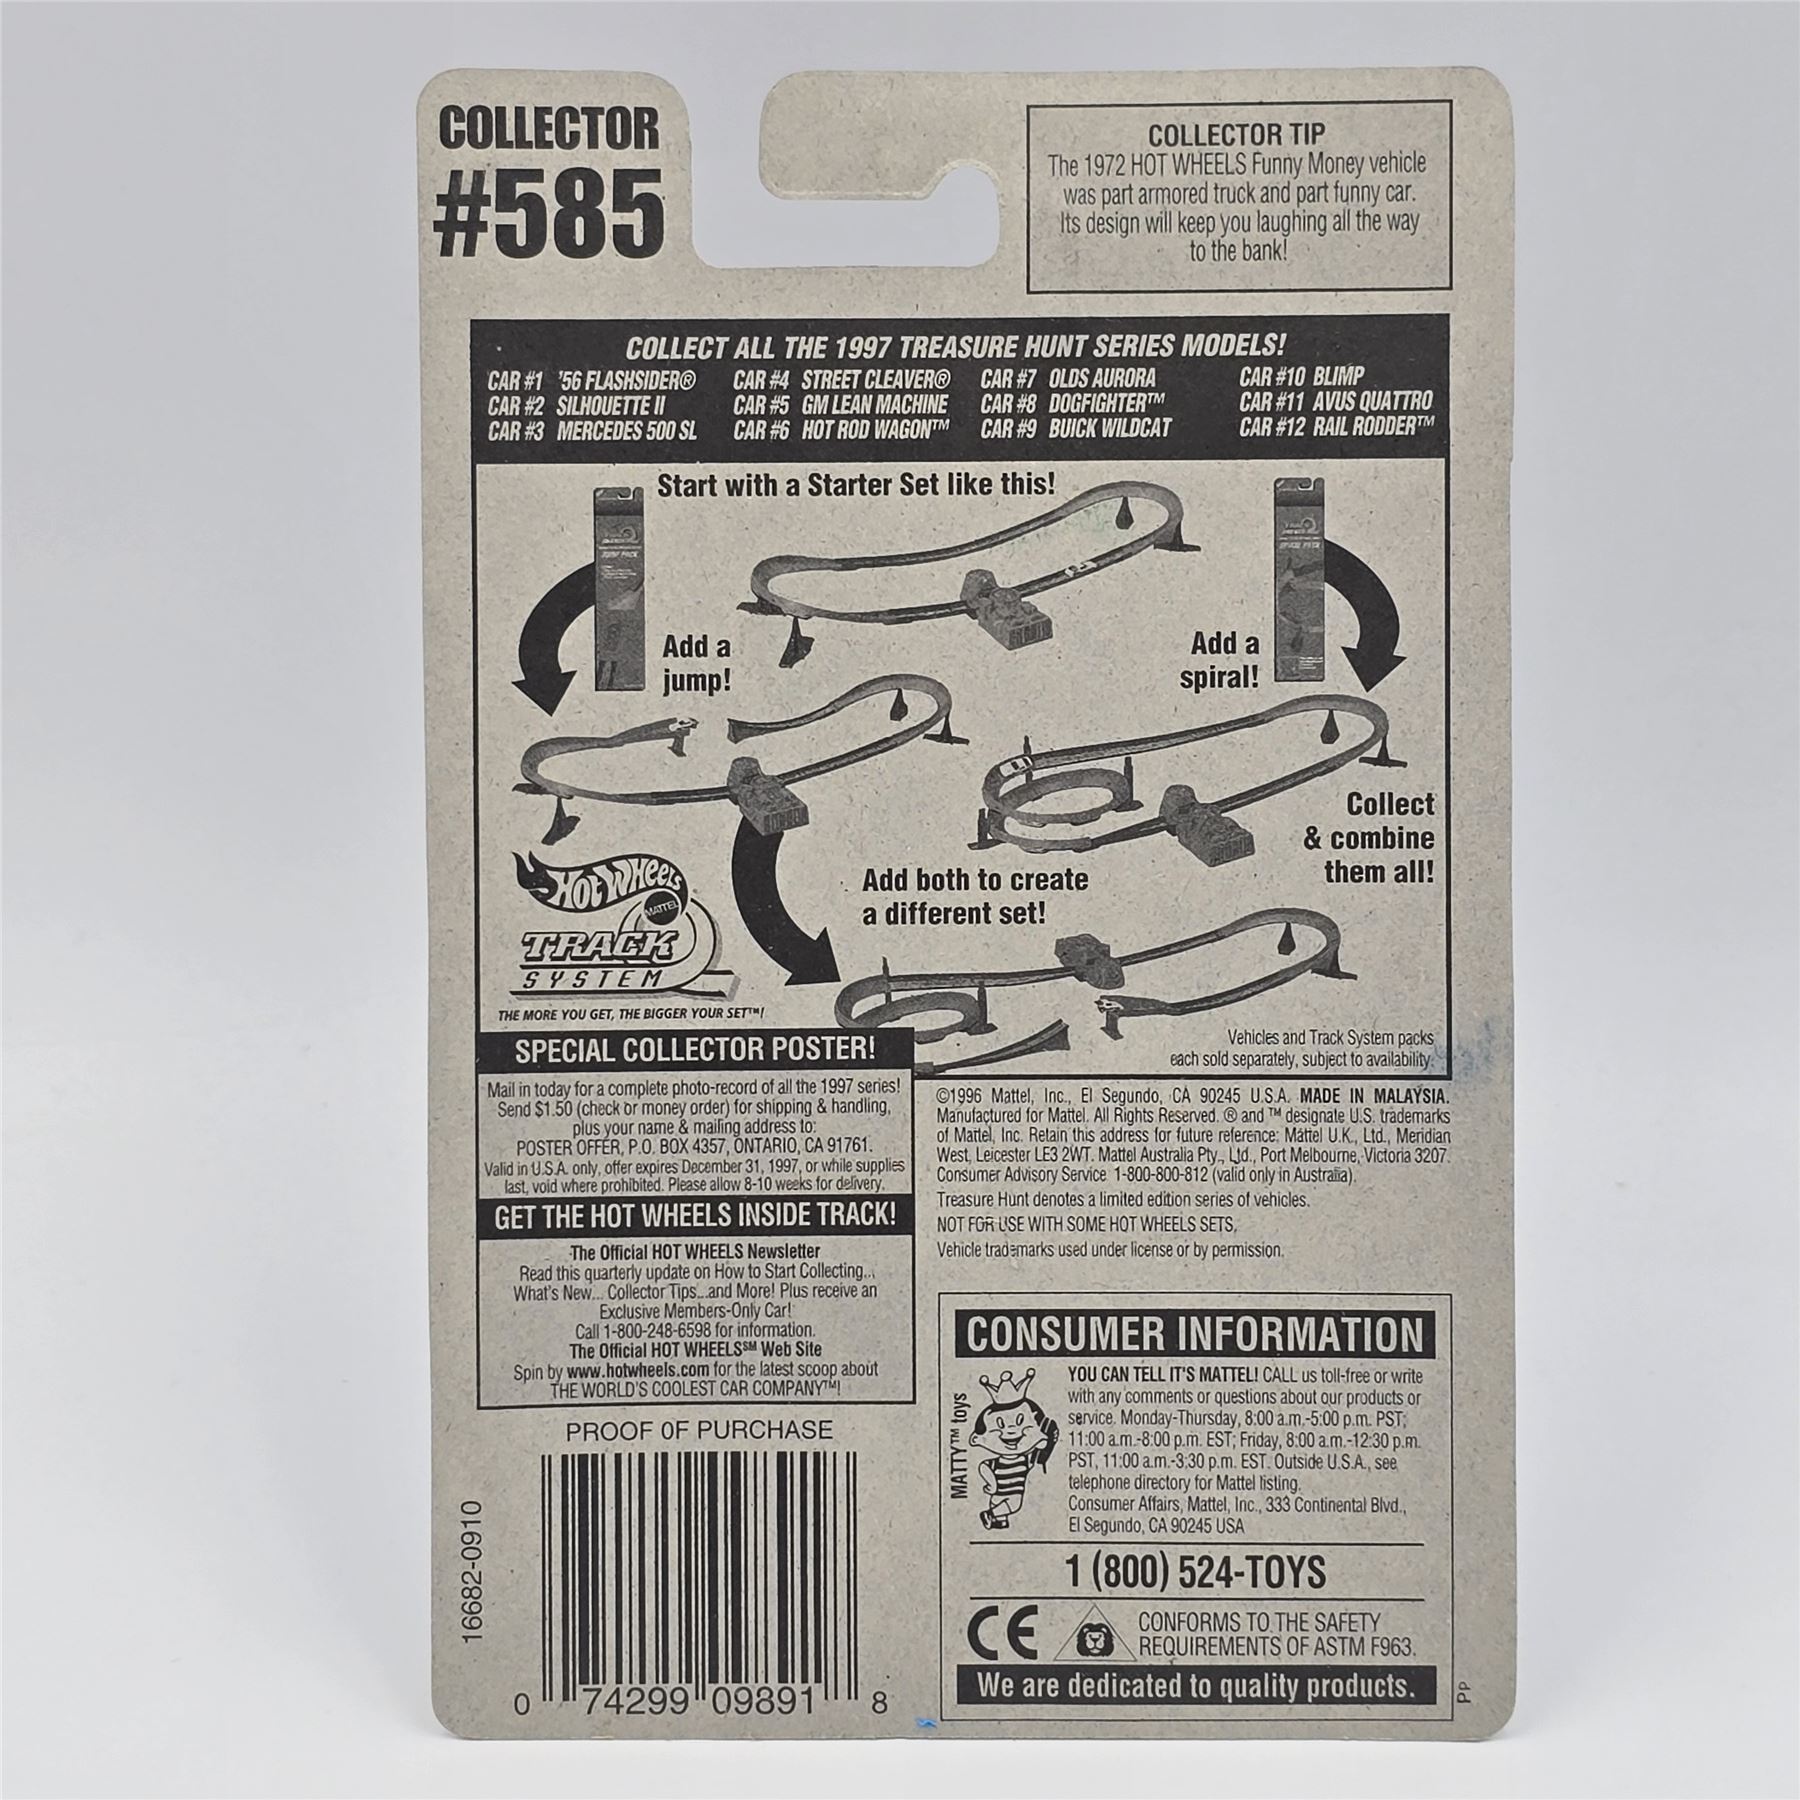 COLLECTOR
#585
COLLECTOR TIP
The 1972 HOT WHEELS Funny Money vehicle
was part armored truck and part funny car.
Its design will keep you laughing all the way
to the bank!
COLLECT ALL THE 1997 TREASURE HUNT SERIES MODELS!
CAR #1 '56 FLASHSIDER®
CAR #2 SILHOUETTE II
CAR #3 MERCEDES 500 SL
CAR #4 STREET CLEAVER®
CAR #5 GM LEAN MACHINE
CAR #6 HOT ROD WAGON™
CAR #7 OLDS AURORA
CAR #8 DOGFIGHTER™
CAR #9 BUICK WILDCAT
CAR #10 BLIMP
CAR #11 AVUS QUATTRO
CAR #12 RAIL RODDER™
Start with a Starter Set like this!
Add a
jump!
Add a
spiral!
Collect
& combine
them all!
Add both to create
a different set!
HOT WHEELS
MATTEL
TRACK
SYSTEM
THE MORE YOU GET, THE BIGGER YOUR SET™!
Vehicles and Track System packs
each sold separately, subject to availability.
SPECIAL COLLECTOR POSTER!
Mail in today for a complete photo-record of all the 1997 series!
Send $1.50 (check or money order) for shipping & handling,
plus your name & mailing address to:
POSTER OFFER, P.O. BOX 4357, ONTARIO, CA 91761.
Valid in U.S.A. only, offer expires December 31, 1997, or while supplies
last, void where prohibited. Please allow 8-10 weeks for delivery.
GET THE HOT WHEELS INSIDE TRACK!
The Official HOT WHEELS Newsletter
Read this quarterly update on How to Start Collecting...
What's New... Collector Tips...and More! Plus receive an
Exclusive Members-Only Car!
Call 1-800-248-6598 for information.
The Official HOT WHEELS℠ Web Site
Spin by www.hotwheels.com for the latest scoop about
THE WORLD'S COOLEST CAR COMPANY™!
©1996 Mattel, Inc., El Segundo, CA 90245 U.S.A. MADE IN MALAYSIA.
Manufactured for Mattel. All Rights Reserved. ® and ™ designate U.S. trademarks
of Mattel, Inc. Retain this address for future reference: Mattel U.K., Ltd., Meridian
West, Leicester LE3 2WT. Mattel Australia Pty., Ltd., Port Melbourne, Victoria 3207.
Consumer Advisory Service 1-800-800-812 (valid only in Australia).
Treasure Hunt denotes a limited edition series of vehicles.
NOT FOR USE WITH SOME HOT WHEELS SETS.
Vehicle trademarks used under license or by permission.
PROOF OF PURCHASE
16682-0910
0 74299 09891 8
CONSUMER INFORMATION
MATTY™ toys
YOU CAN TELL IT'S MATTEL! CALL us toll-free or write
with any comments or questions about our products or
service. Monday-Thursday, 8:00 a.m.-5:00 p.m. PST;
11:00 a.m.-8:00 p.m. EST; Friday, 8:00 a.m.-12:30 p.m.
PST, 11:00 a.m.-3:30 p.m. EST. Outside U.S.A., see
telephone directory for Mattel listing.
Consumer Affairs, Mattel, Inc., 333 Continental Blvd.,
El Segundo, CA 90245 USA
1 (800) 524-TOYS
CE
CONFORMS TO THE SAFETY
REQUIREMENTS OF ASTM F963.
We are dedicated to quality products.
PP